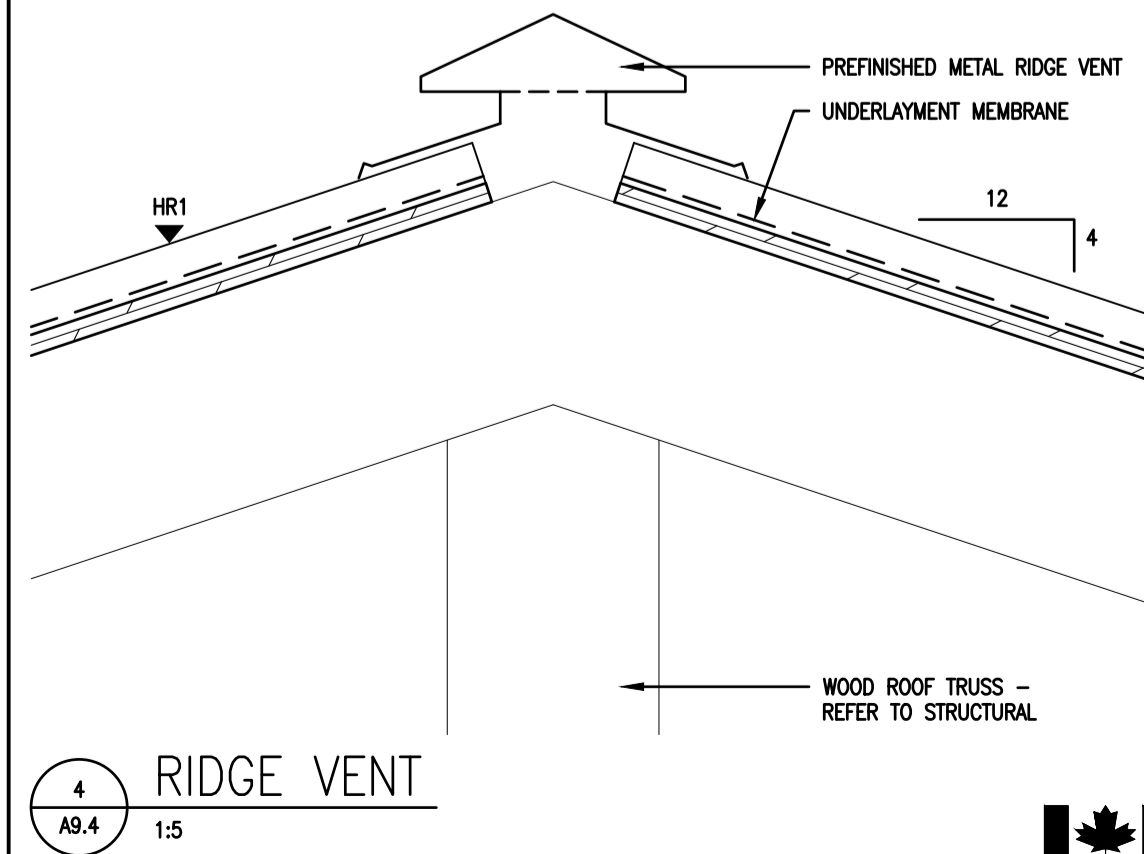 PREFINISHED METAL RIDGE VENT
UNDERLAYMENT MEMBRANE
HR1
12
4
WOOD ROOF TRUSS –
REFER TO STRUCTURAL
4
A9.4
RIDGE VENT
1:5